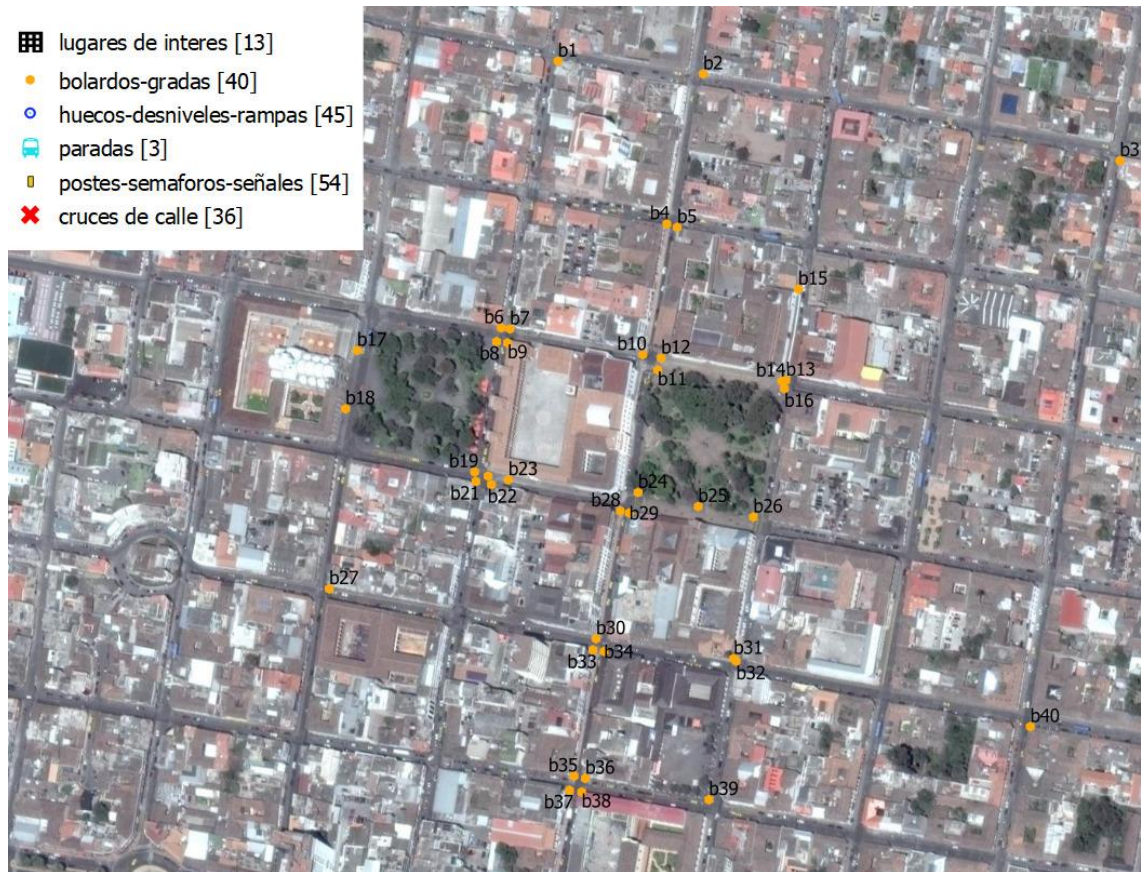 lugares de interes [13]
bolardos-gradas [40]
huecos-desniveles-rampas [45]
paradas [3]
postes-semaforos-señales [54]
cruces de calle [36]
b1
b2
b3
b4
b5
b15
b6
b7
b17
b8
b9
b10
b12
b11
b14
b13
b16
b18
b19
b23
b21
b22
b24
b28
b29
b25
b26
b27
b30
b33
b34
b31
b32
b40
b35
b36
b37
b38
b39